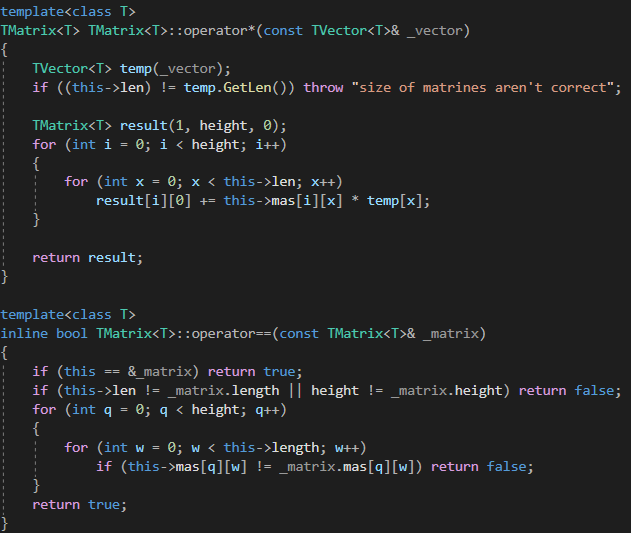 template<class T>
TMatrix<T> TMatrix<T>::operator*(const TVector<T>& _vector)
{
    TVector<T> temp(_vector);
    if ((this->len) != temp.GetLen()) throw "size of matrines aren't correct";

    TMatrix<T> result(1, height, 0);
    for (int i = 0; i < height; i++)
    {
        for (int x = 0; x < this->len; x++)
            result[i][0] += this->mas[i][x] * temp[x];
    }

    return result;
}

template<class T>
inline bool TMatrix<T>::operator==(const TMatrix<T>& _matrix)
{
    if (this == &_matrix) return true;
    if (this->len != _matrix.length || height != _matrix.height) return false;
    for (int q = 0; q < height; q++)
    {
        for (int w = 0; w < this->length; w++)
            if (this->mas[q][w] != _matrix.mas[q][w]) return false;
    }
    return true;
}